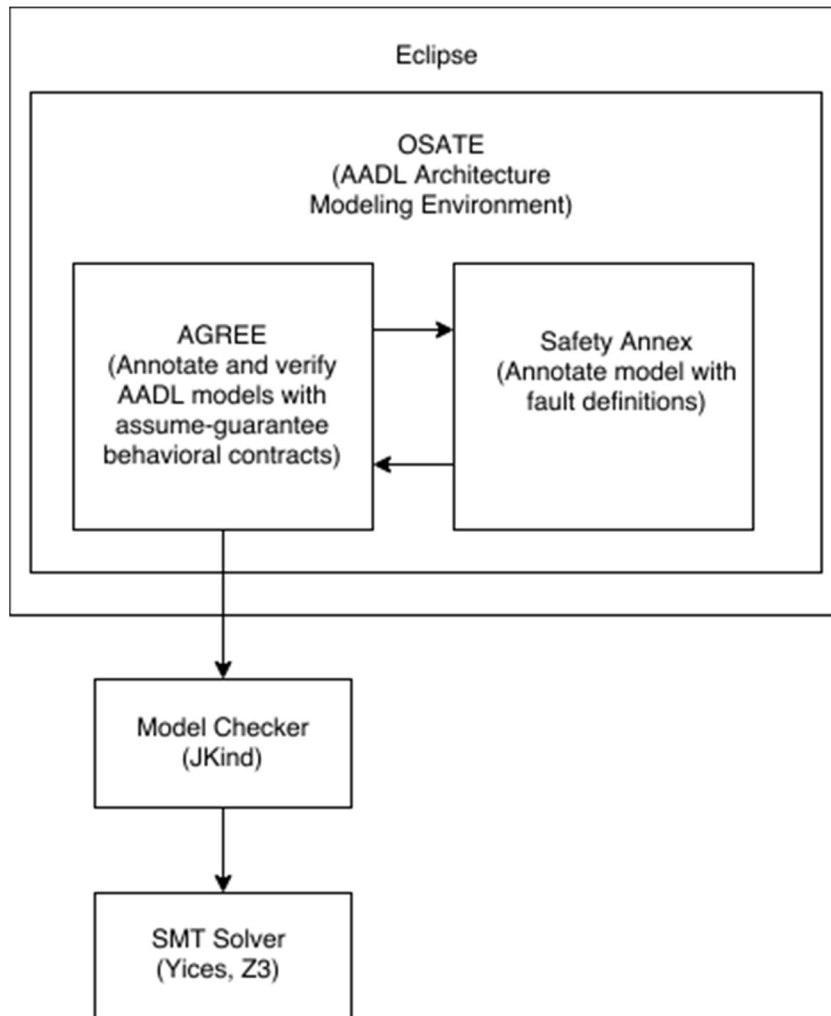 Eclipse
OSATE
(AADL Architecture
Modeling Environment)
AGREE
(Annotate and verify
AADL models with
assume-guarantee
behavioral contracts)
Safety Annex
(Annotate model with
fault definitions)
Model Checker
(JKind)
SMT Solver
(Yices, Z3)